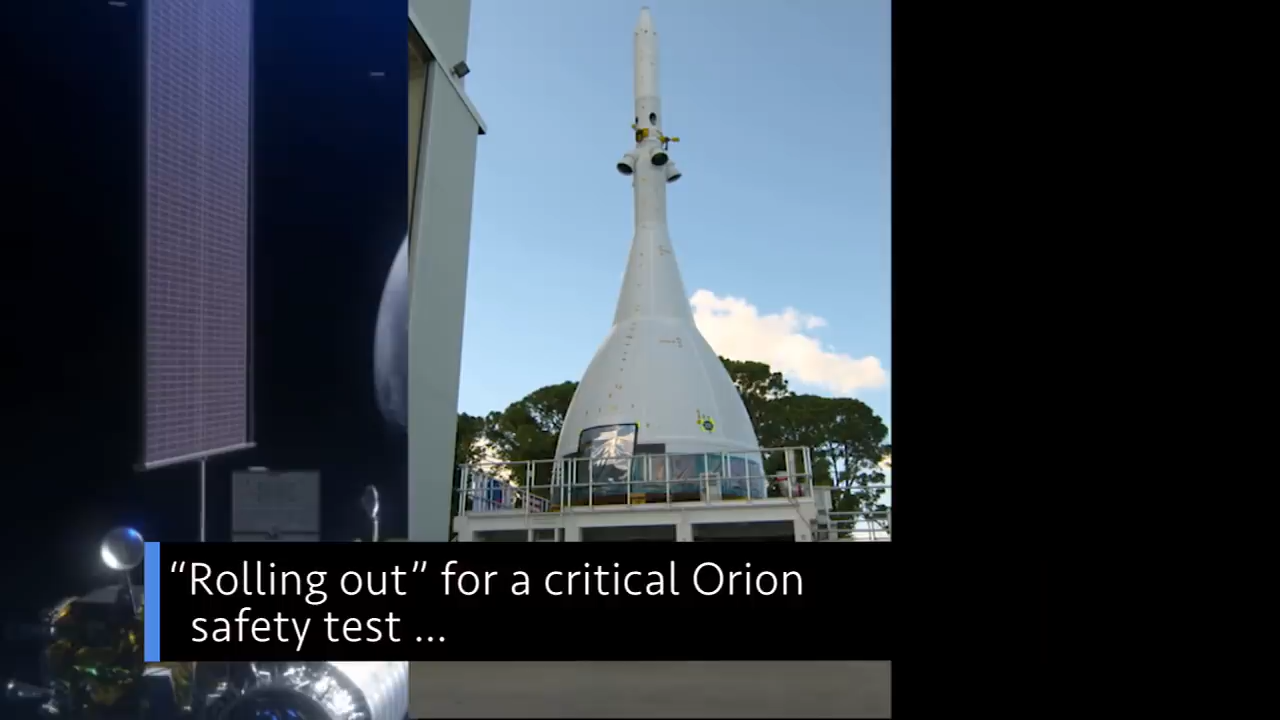 “Rolling out” for a critical Orion
safety test ...